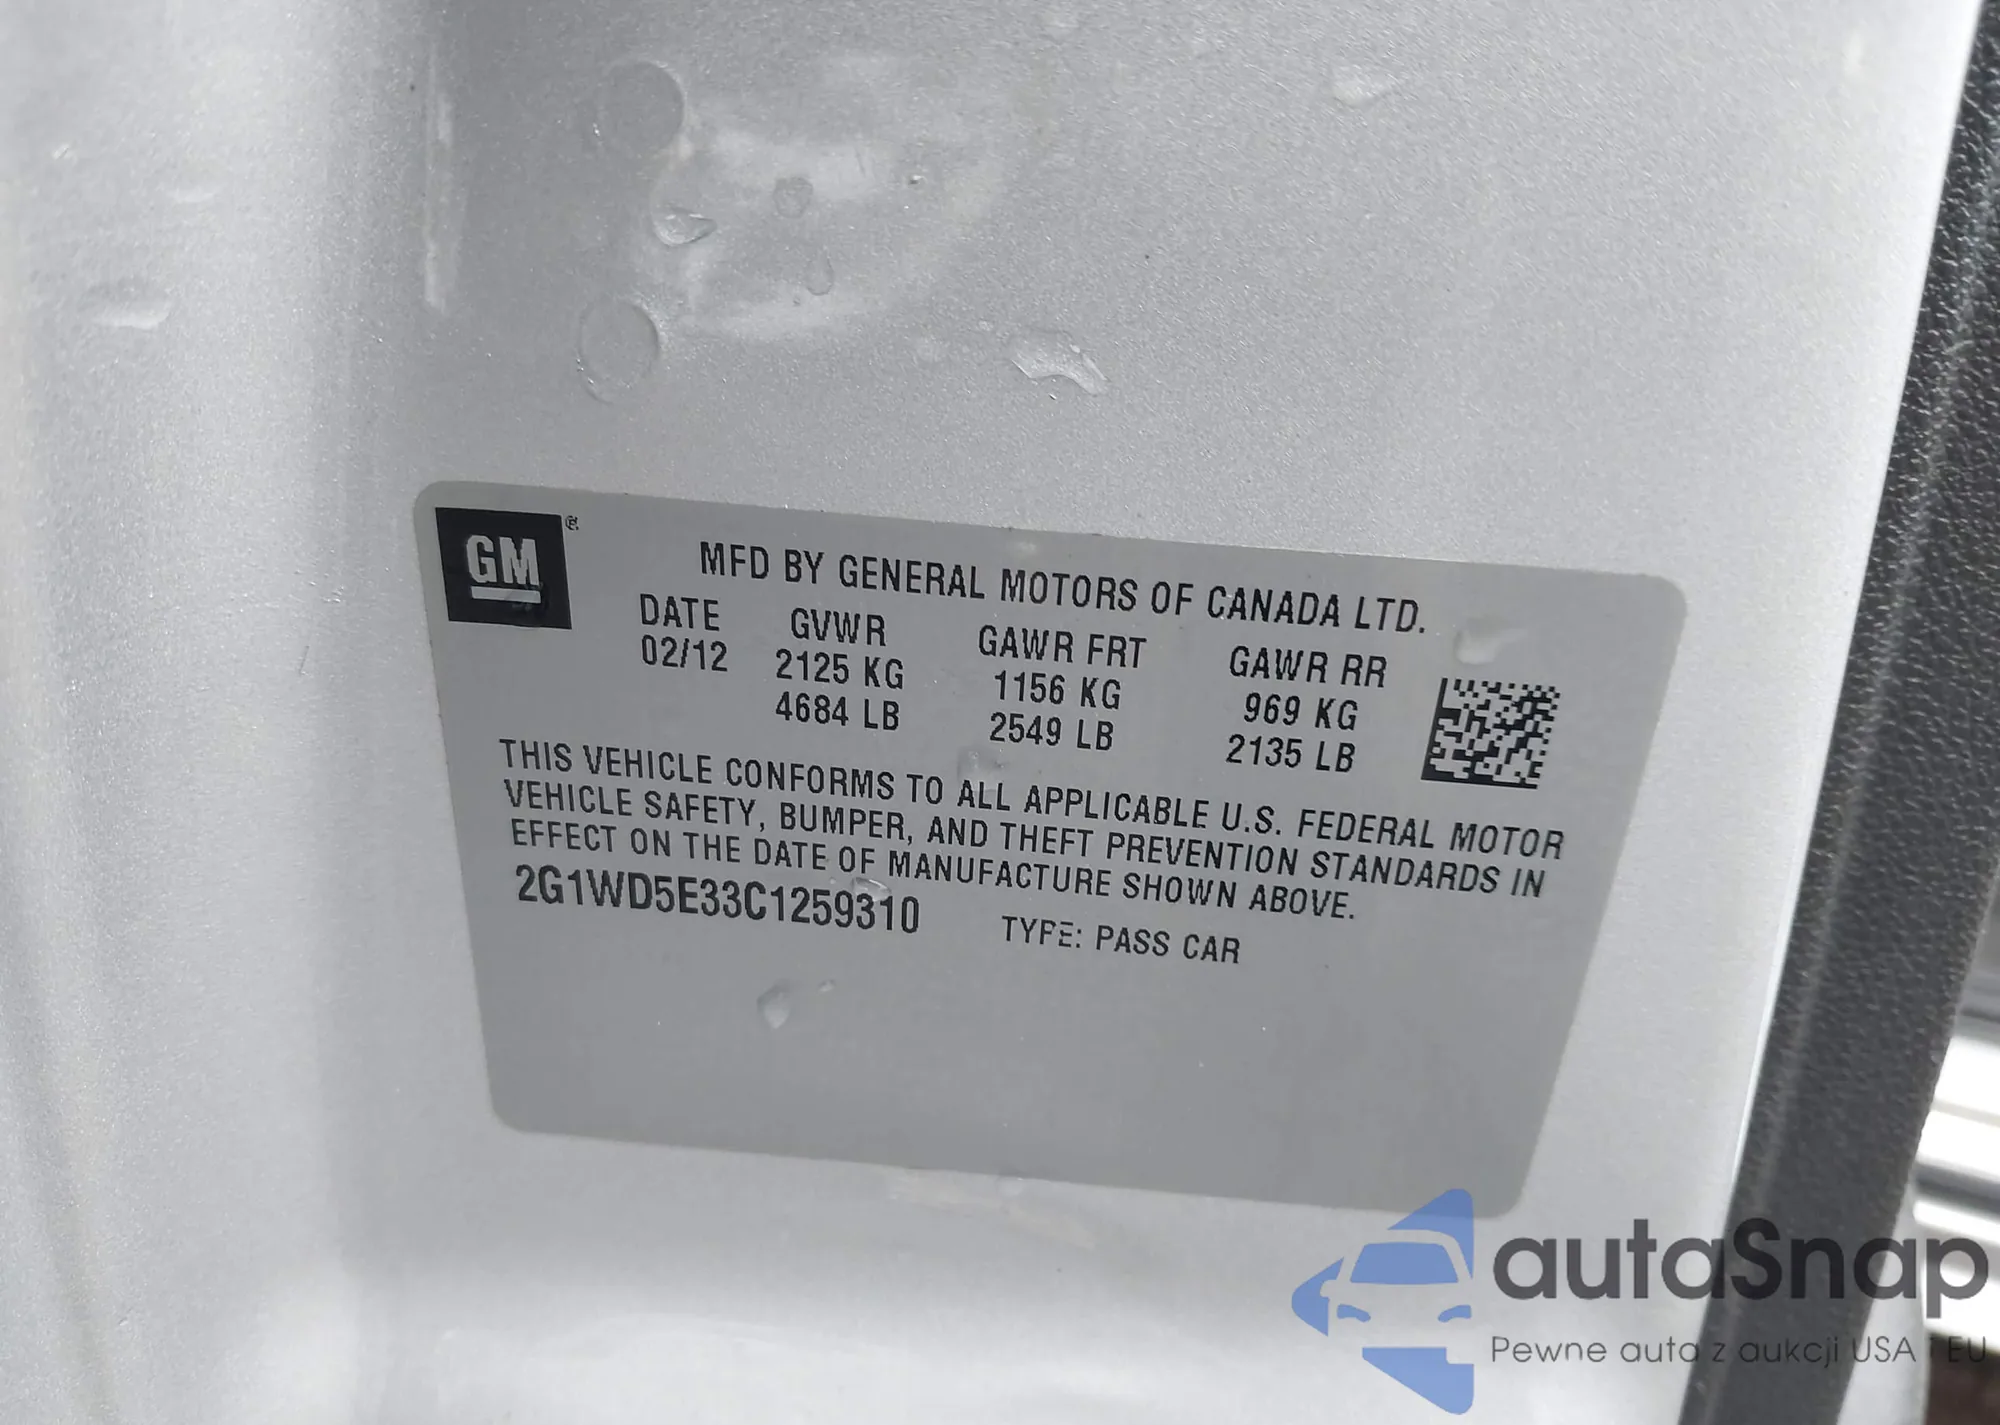 GM
MFD BY GENERAL MOTORS OF CANADA LTD.
DATE GVWR GAWR FRT GAWR RR
02/12 2125 KG 1156 KG 969 KG
4684 LB 2549 LB 2135 LB
THIS VEHICLE CONFORMS TO ALL APPLICABLE U.S. FEDERAL MOTOR
VEHICLE SAFETY, BUMPER, AND THEFT PREVENTION STANDARDS IN
EFFECT ON THE DATE OF MANUFACTURE SHOWN ABOVE.
2G1WD5E33C1259310 TYPE: PASS CAR
autaSnap
Pewne auta z aukcji USA i EU